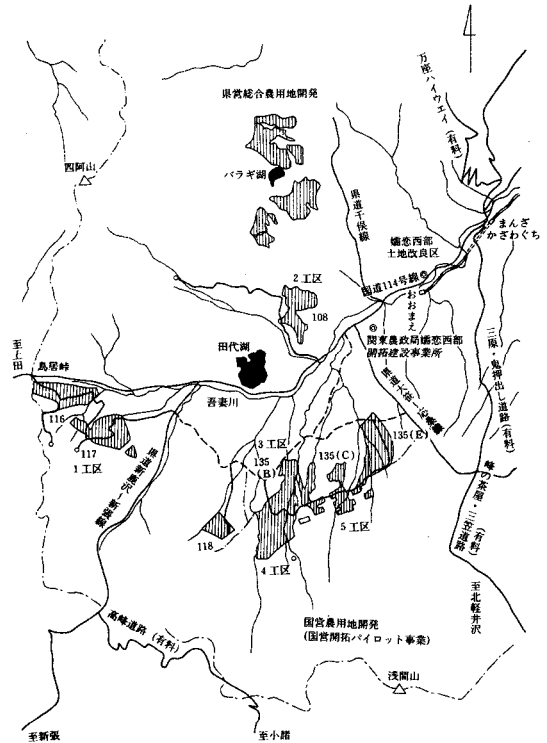 県営総合農用地開発
万座ハイウエイ(有料)
四阿山
バラギ湖
県道干俣線
まんざ
かざわぐち
嬬恋西部
土地改良区
国道114号線
おおまえ
2工区
108
関東農政局嬬恋西部
開拓建設事業所
田代湖
至上田
鳥居峠
吾妻川
三原・鬼押出し道路(有料)
116
117
1工区
3工区
135
(B)
135(C)
135(E)
118
4工区
5工区
峰の茶屋・三笠道路
(有料)
至北軽井沢
国営農用地開発
(国営開拓パイロット事業)
高峰道路(有料)
浅間山
至新張
至小諸